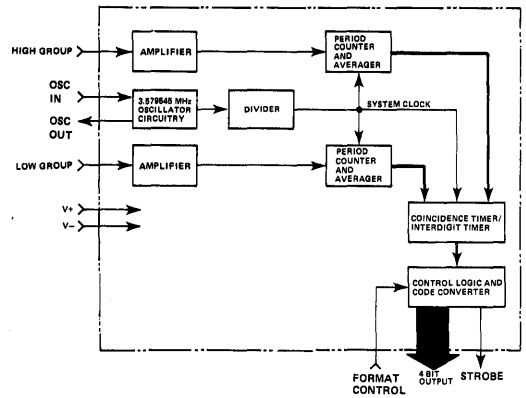 HIGH GROUP
AMPLIFIER
PERIOD
COUNTER
AND
AVERAGER
OSC
IN
3.579545 MHz
OSCILLATOR
CIRCUITRY
DIVIDER
SYSTEM CLOCK
OSC
OUT
LOW GROUP
AMPLIFIER
PERIOD
COUNTER
AND
AVERAGER
V+
V−
COINCIDENCE TIMER/
INTERDIGIT TIMER
CONTROL LOGIC AND
CODE CONVERTER
FORMAT
CONTROL
4 BIT
OUTPUT
STROBE